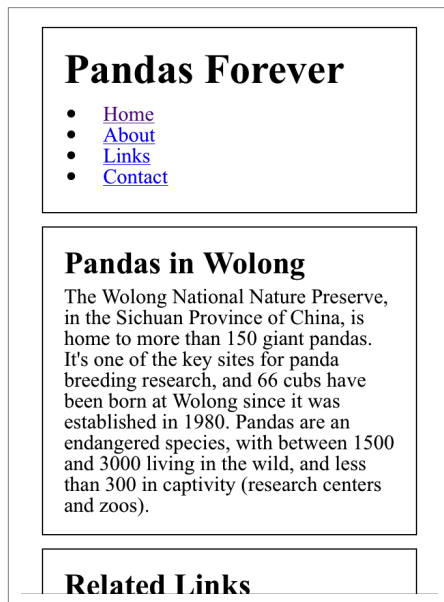 Pandas Forever
Home
About
Links
Contact
Pandas in Wolong
The Wolong National Nature Preserve,
in the Sichuan Province of China, is
home to more than 150 giant pandas.
It's one of the key sites for panda
breeding research, and 66 cubs have
been born at Wolong since it was
established in 1980. Pandas are an
endangered species, with between 1500
and 3000 living in the wild, and less
than 300 in captivity (research centers
and zoos).
Related Links